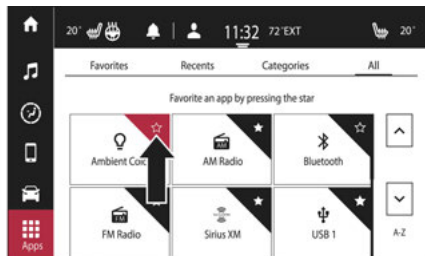 20° 11:32 72°EXT 20°
Favorites Recents Categories All
Favorite an app by pressing the star
Ambient AM Radio Bluetooth
FM Radio Sirius XM USB 1 A-Z
Apps